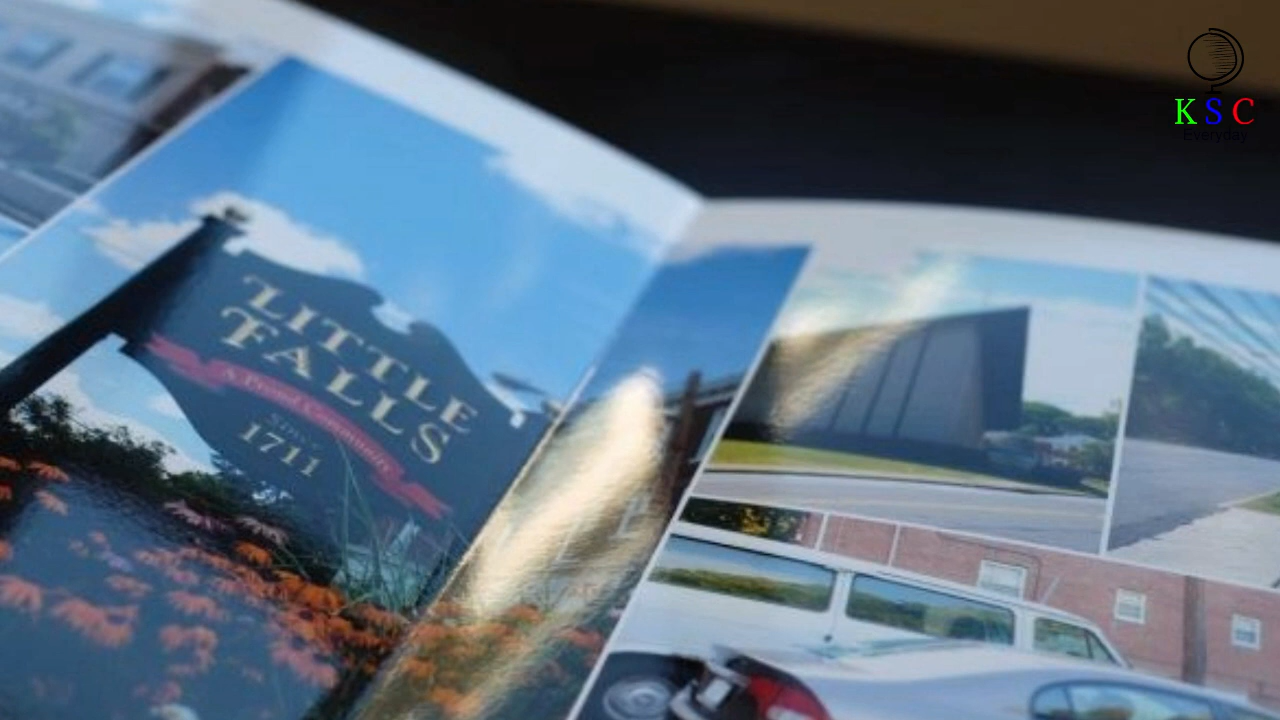 K S C
Everyday
LITTLE
FALLS
A Proud Community
Since
1711